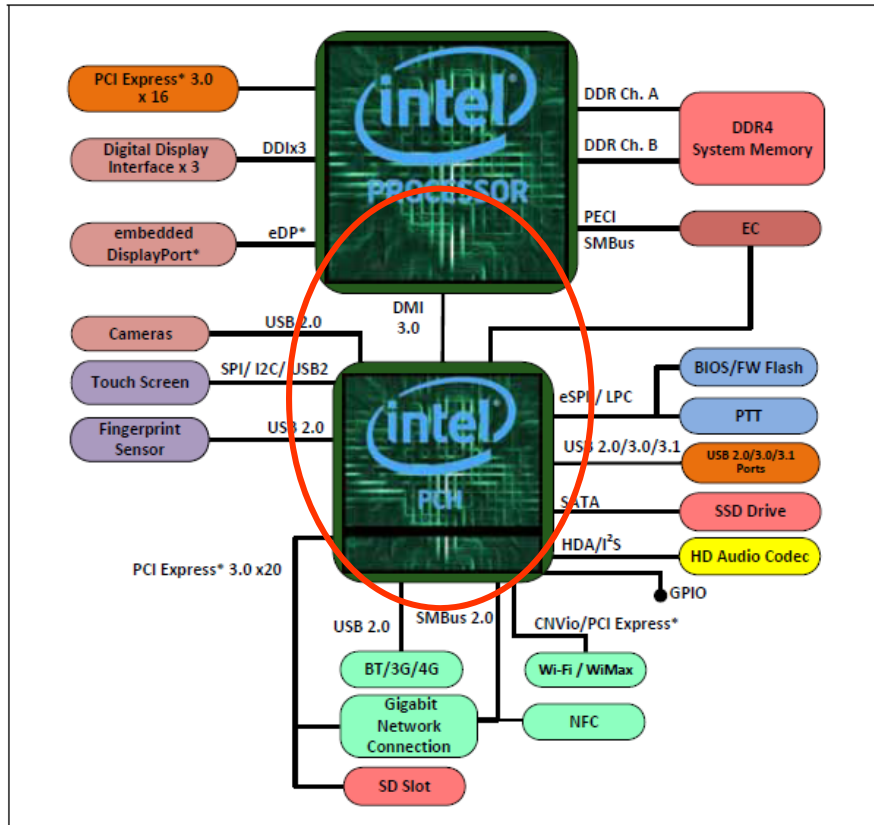 intel®
PROCESSOR
PCI Express* 3.0
x 16
Digital Display
Interface x 3
DDIx3
embedded
DisplayPort*
eDP*
DDR Ch. A
DDR Ch. B
DDR4
System Memory
PECI
SMBus
EC
DMI
3.0
Cameras
USB 2.0
Touch Screen
SPI/ I2C/ USB2
Fingerprint
Sensor
USB 2.0
intel®
PCH
eSPI / LPC
BIOS/FW Flash
PTT
USB 2.0/3.0/3.1
USB 2.0/3.0/3.1
Ports
SATA
SSD Drive
HDA/I²S
HD Audio Codec
GPIO
PCI Express* 3.0 x20
USB 2.0
SMBus 2.0
CNVio/PCI Express*
BT/3G/4G
Wi-Fi / WiMax
Gigabit
Network
Connection
NFC
SD Slot